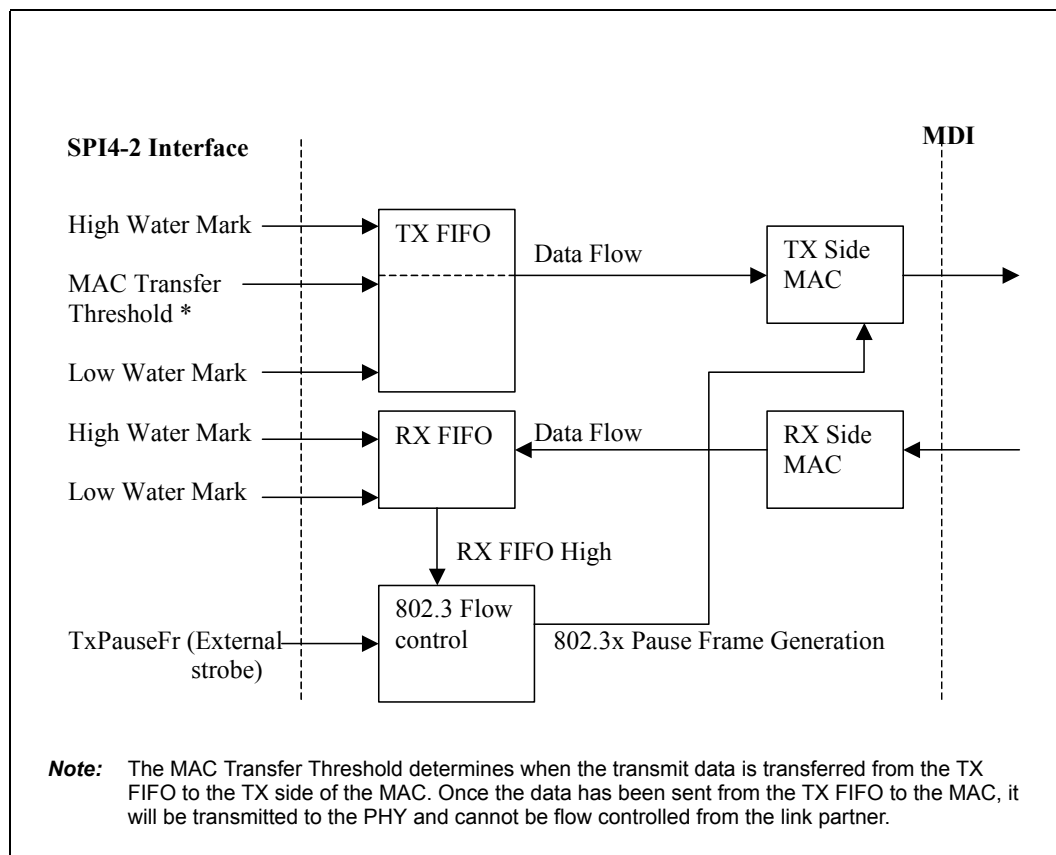 SPI4-2 Interface
MDI
High Water Mark
TX FIFO
Data Flow
TX Side
MAC
MAC Transfer
Threshold *
Low Water Mark
High Water Mark
RX FIFO
Data Flow
RX Side
MAC
Low Water Mark
RX FIFO High
802.3 Flow
control
TxPauseFr (External
strobe)
802.3x Pause Frame Generation
Note: The MAC Transfer Threshold determines when the transmit data is transferred from the TX
FIFO to the TX side of the MAC. Once the data has been sent from the TX FIFO to the MAC, it
will be transmitted to the PHY and cannot be flow controlled from the link partner.